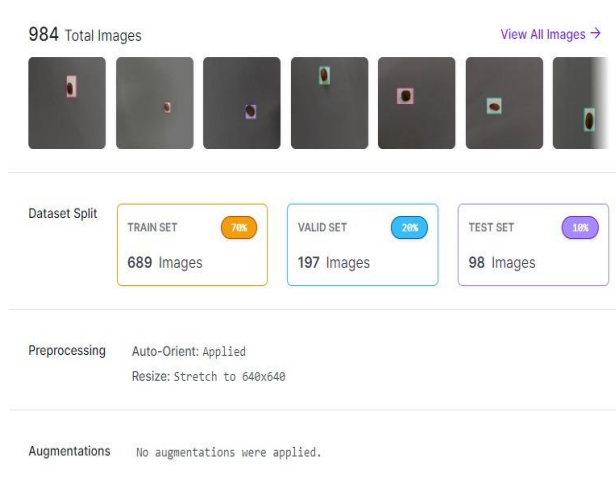 984 Total Images
View All Images →
Dataset Split
TRAIN SET 70%
689 Images
VALID SET 20%
197 Images
TEST SET 10%
98 Images
Preprocessing
Auto-Orient: Applied
Resize: Stretch to 640x640
Augmentations
No augmentations were applied.